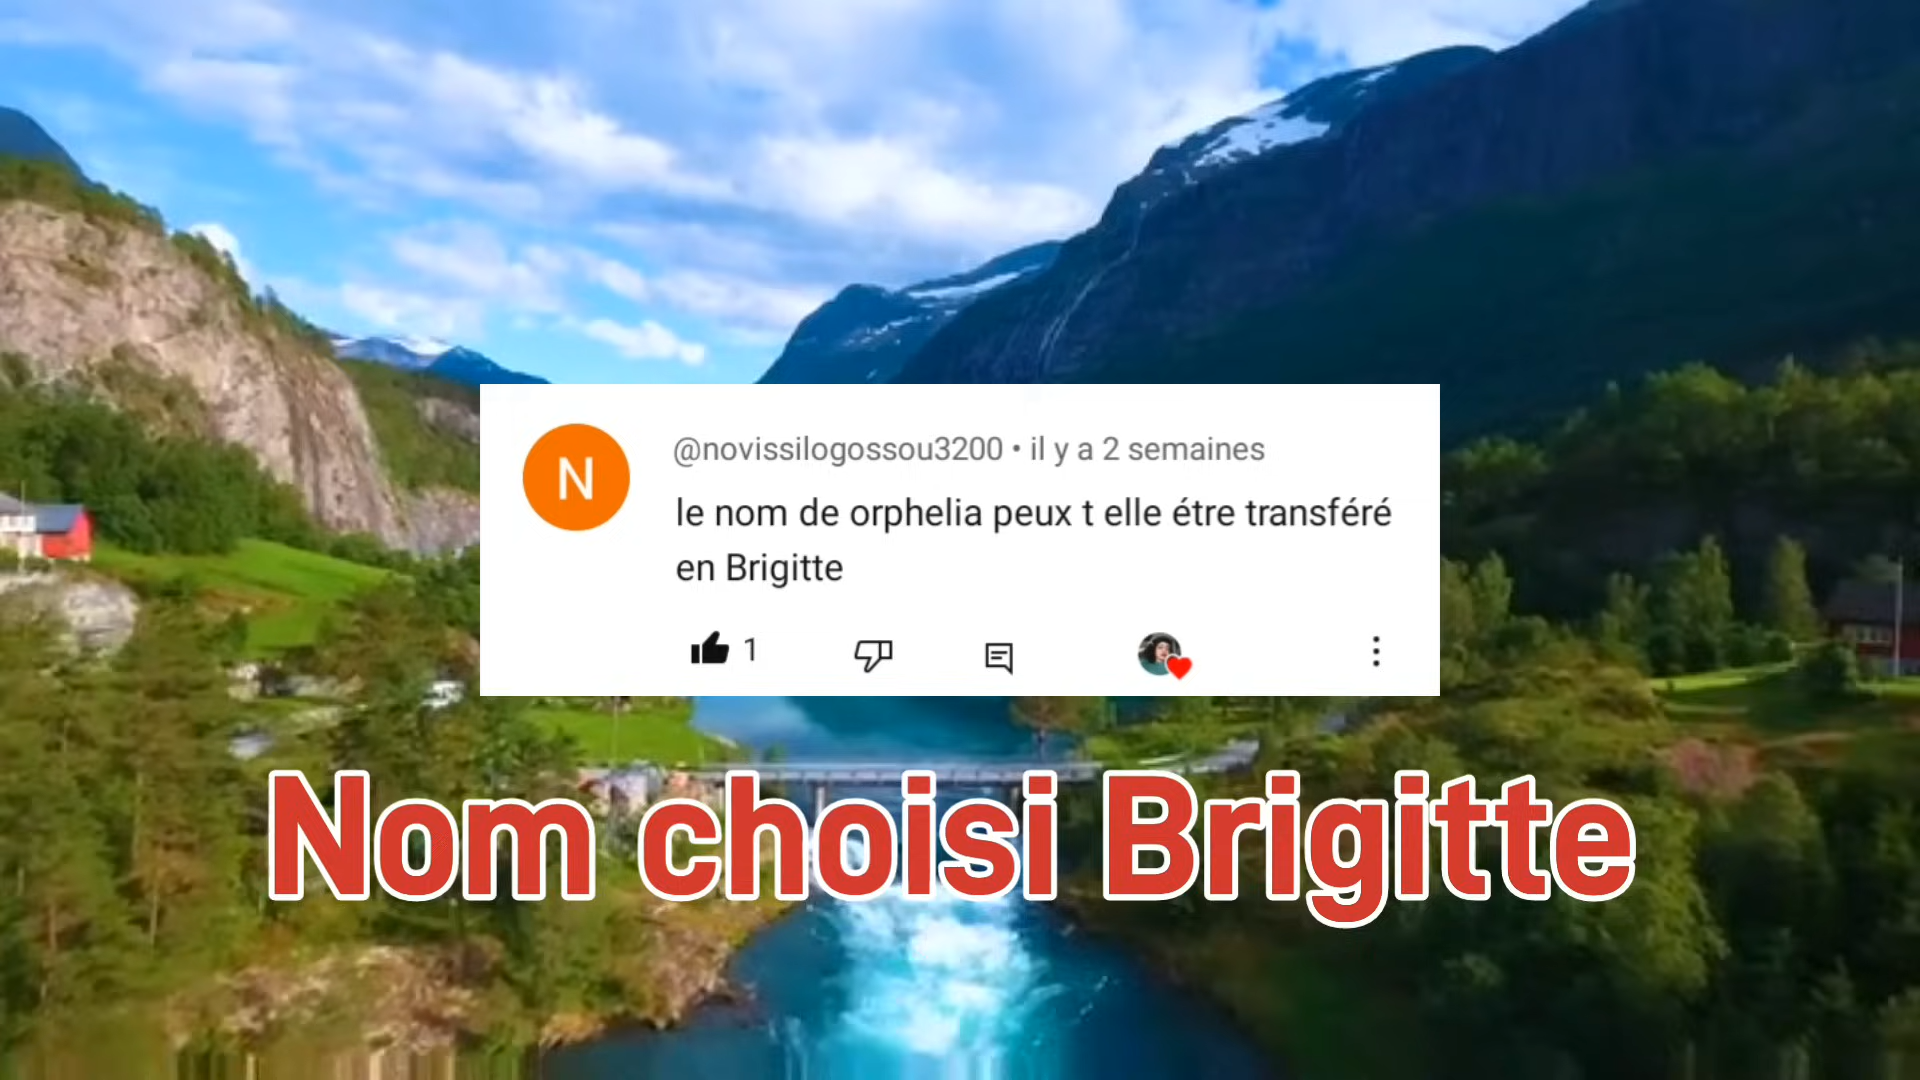 N
@novissilogossou3200 • il y a 2 semaines
le nom de orphelia peux t elle étre transféré
en Brigitte
1
Nom choisi Brigitte